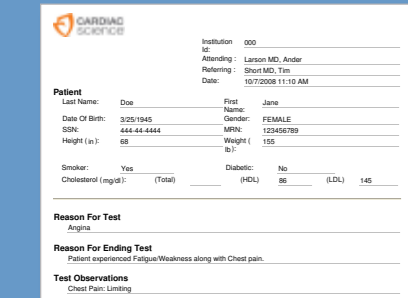 CARDIAC
science
Institution Id: 000
Attending : Larson MD, Ander
Referring : Short MD, Tim
Date: 10/7/2008 11:10 AM
Patient
Last Name: Doe First Name: Jane
Date Of Birth: 3/25/1945 Gender: FEMALE
SSN: 444-44-4444 MRN: 123456789
Height ( in ): 68 Weight ( lb ): 155
Smoker: Yes Diabetic: No
Cholesterol ( mg/dl ): (Total) (HDL) 86 (LDL) 145
Reason For Test
Angina
Reason For Ending Test
Patient experienced Fatigue/Weakness along with Chest pain.
Test Observations
Chest Pain: Limiting